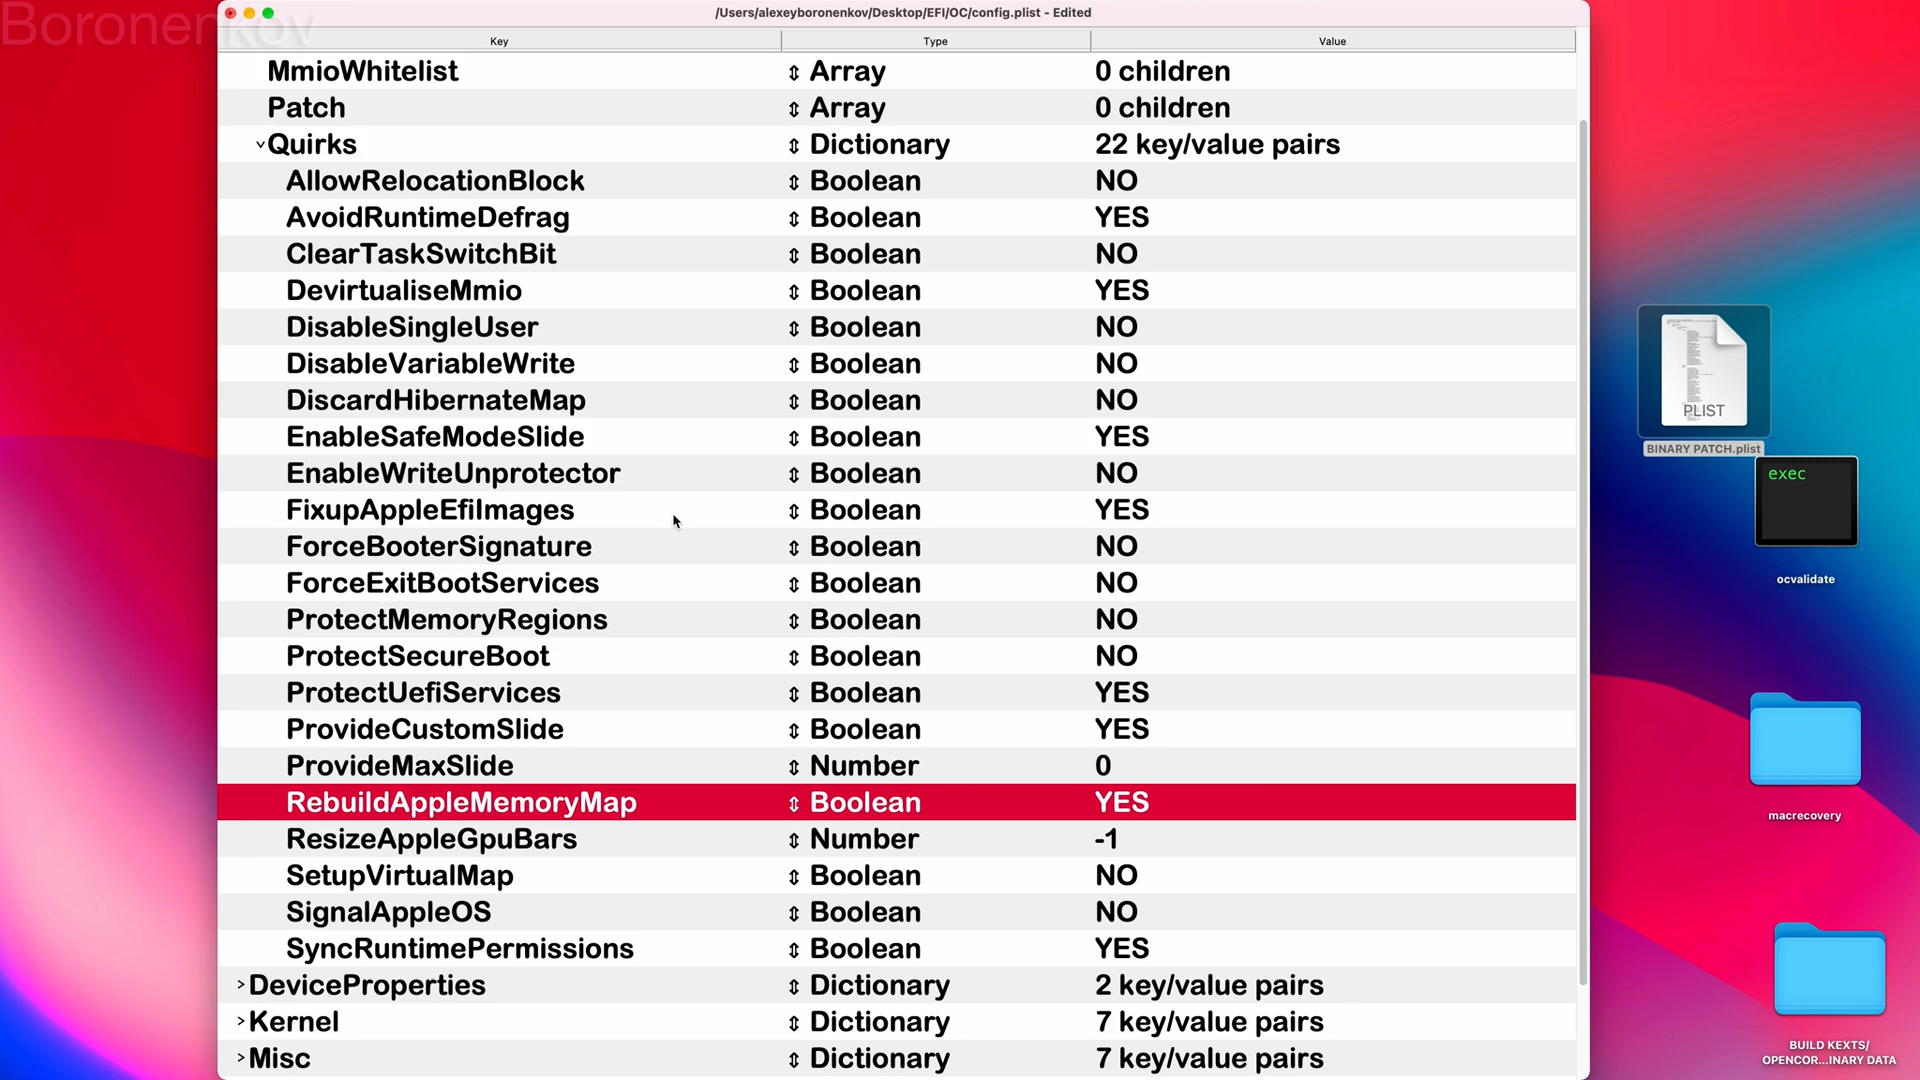 Boronenkov
/Users/alexeyboronenkov/Desktop/EFI/OC/config.plist - Edited
Key Type Value
MmioWhitelist Array 0 children
Patch Array 0 children
Quirks Dictionary 22 key/value pairs
AllowRelocationBlock Boolean NO
AvoidRuntimeDefrag Boolean YES
ClearTaskSwitchBit Boolean NO
DevirtualiseMmio Boolean YES
DisableSingleUser Boolean NO
DisableVariableWrite Boolean NO
DiscardHibernateMap Boolean NO
EnableSafeModeSlide Boolean YES
EnableWriteUnprotector Boolean NO
FixupAppleEfiImages Boolean YES
ForceBooterSignature Boolean NO
ForceExitBootServices Boolean NO
ProtectMemoryRegions Boolean NO
ProtectSecureBoot Boolean NO
ProtectUefiServices Boolean YES
ProvideCustomSlide Boolean YES
ProvideMaxSlide Number 0
RebuildAppleMemoryMap Boolean YES
ResizeAppleGpuBars Number -1
SetupVirtualMap Boolean NO
SignalAppleOS Boolean NO
SyncRuntimePermissions Boolean YES
DeviceProperties Dictionary 2 key/value pairs
Kernel Dictionary 7 key/value pairs
Misc Dictionary 7 key/value pairs
PLIST
BINARY PATCH.plist
exec
ocvalidate
macrecovery
BUILD KEXTS/
OPENCOR...INARY DATA